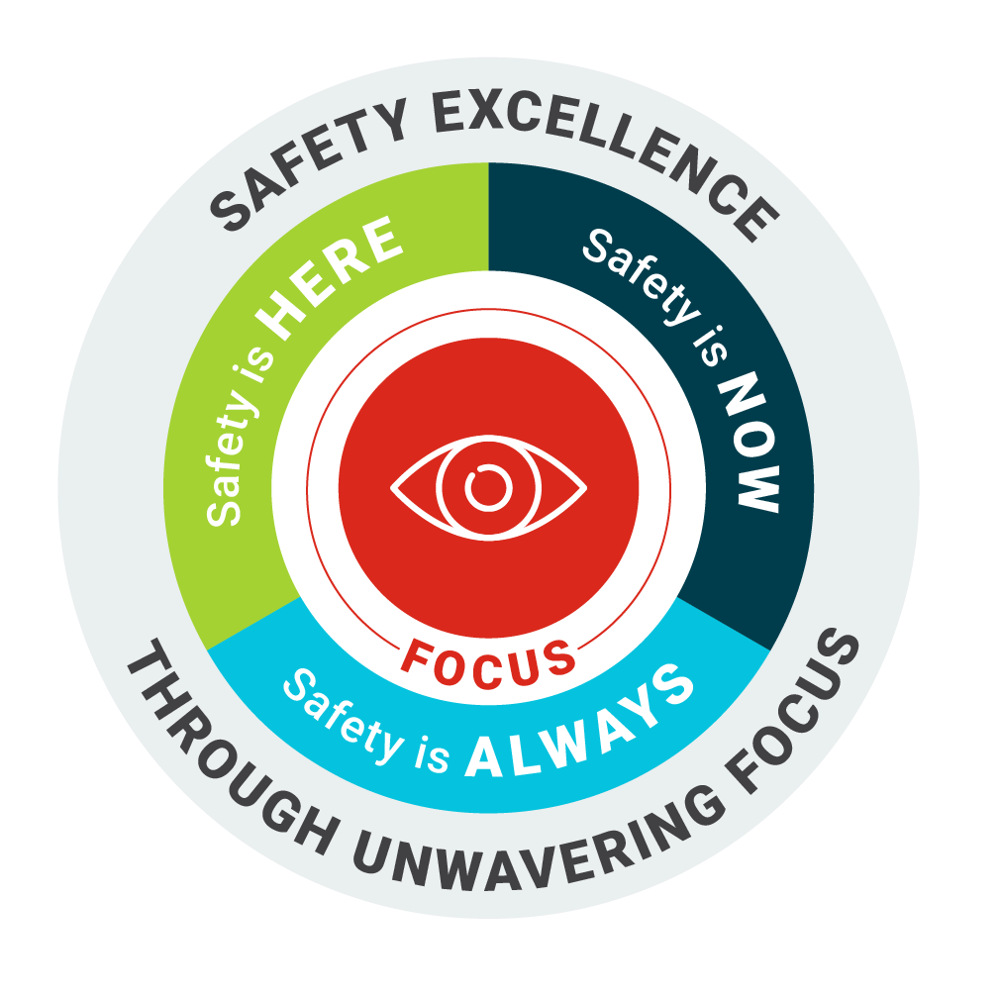 SAFETY EXCELLENCE
Safety is HERE
Safety is NOW
FOCUS
Safety is ALWAYS
THROUGH UNWAVERING FOCUS